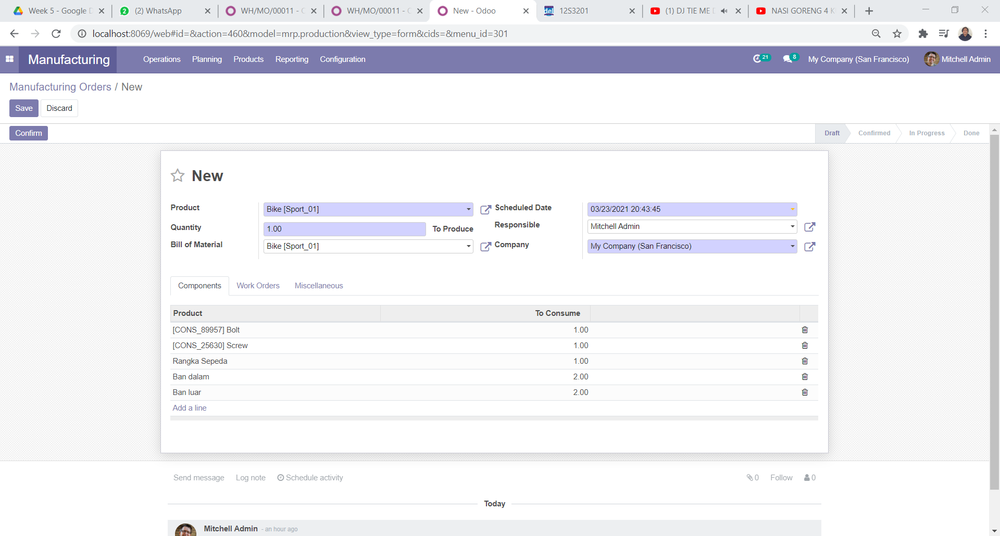 Week 5 - Google D
(2) WhatsApp
WH/MO/00011 - O
WH/MO/00011 - O
New - Odoo
12S3201
(1) DJ TIE ME D
NASI GORENG 4 K
localhost:8069/web#id=&action=460&model=mrp.production&view_type=form&cids=&menu_id=301
Manufacturing
Operations
Planning
Products
Reporting
Configuration
21
8
My Company (San Francisco)
Mitchell Admin
Manufacturing Orders / New
Save
Discard
Confirm
Draft
Confirmed
In Progress
Done
New
Product
Bike [Sport_01]
Scheduled Date
03/23/2021 20:43:45
Quantity
1.00
To Produce
Responsible
Mitchell Admin
Bill of Material
Bike [Sport_01]
Company
My Company (San Francisco)
Components
Work Orders
Miscellaneous
Product
To Consume
[CONS_89957] Bolt
1.00
[CONS_25630] Screw
1.00
Rangka Sepeda
1.00
Ban dalam
2.00
Ban luar
2.00
Add a line
Send message
Log note
Schedule activity
0
Follow
0
Today
Mitchell Admin - an hour ago